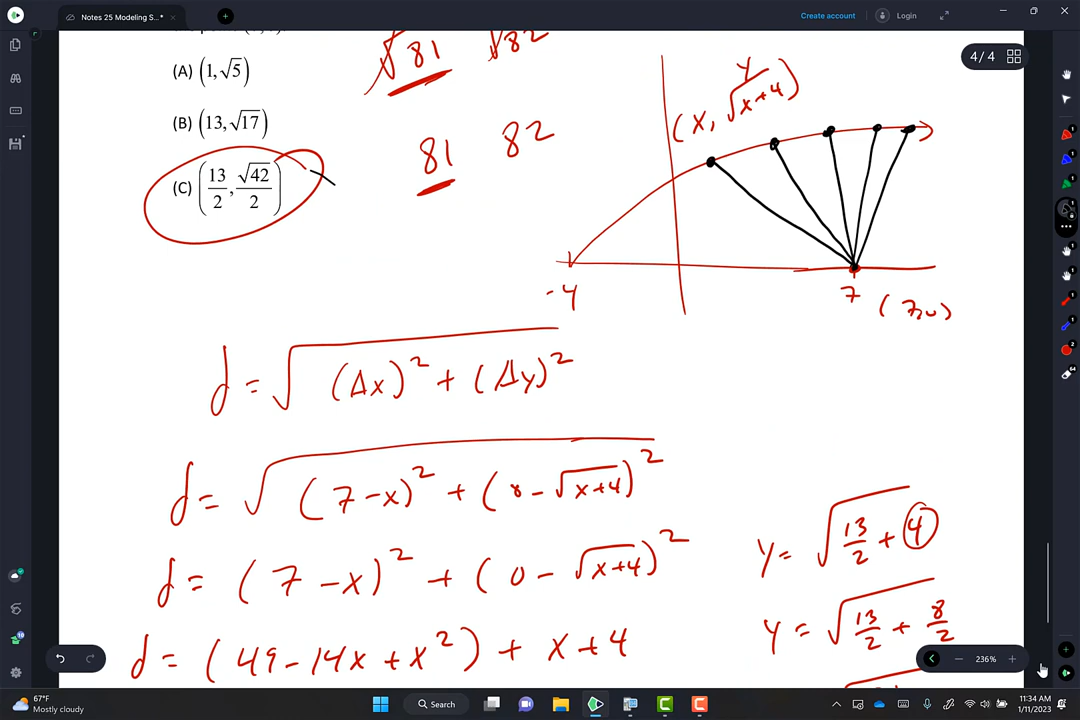 Notes 25 Modeling S...* × +
Create account Login
4/4
(A) (1, √5)
(B) (13, √17)
(C) (13/2, √42/2)
√81 √82
81 82
y
(x, √x+4)
-4
7 (7,0)
d = √(Δx)² + (Δy)²
d = √(7-x)² + (0-√x+4)²
d = (7-x)² + (0-√x+4)²
d = (49-14x+x²) + x+4
y = √13/2 + 4
y = √13/2 + 8/2
236%
67°F
Mostly cloudy
Search
11:34 AM
1/11/2023